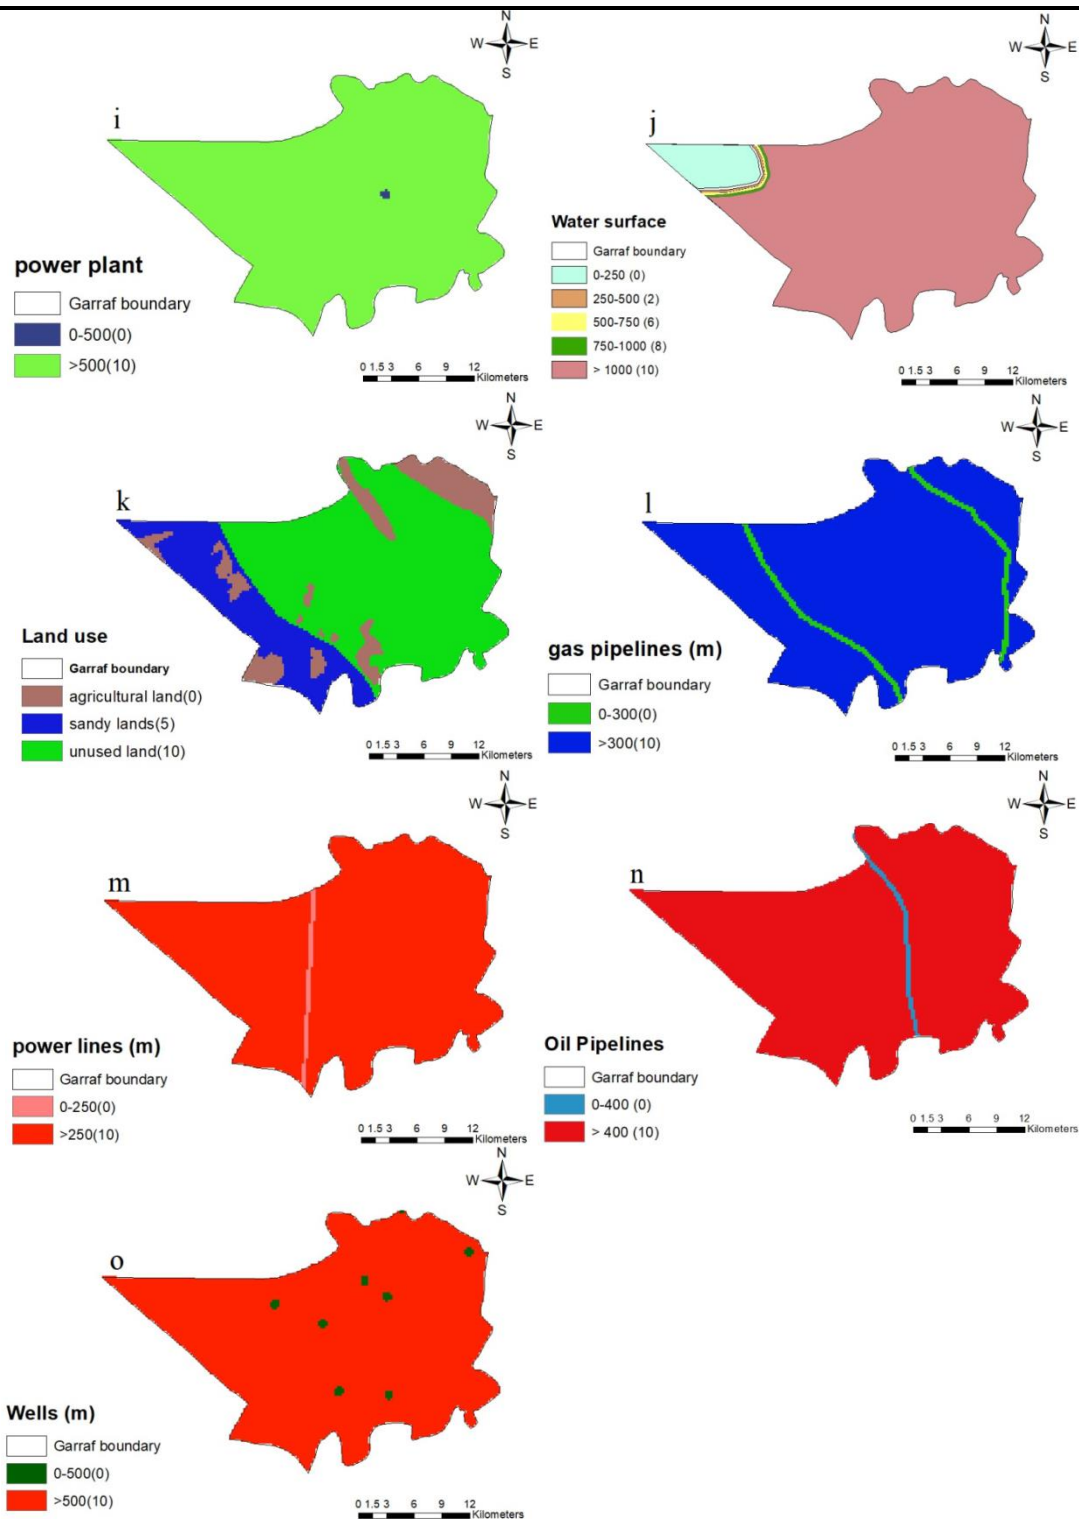 N
W E
S
i
power plant
Garraf boundary
0-500(0)
>500(10)
0 1.5 3 6 9 12
Kilometers
N
W E
S
j
Water surface
Garraf boundary
0-250 (0)
250-500 (2)
500-750 (6)
750-1000 (8)
> 1000 (10)
0 1.5 3 6 9 12
Kilometers
N
W E
S
k
Land use
Garraf boundary
agricultural land(0)
sandy lands(5)
unused land(10)
0 1.5 3 6 9 12
Kilometers
N
W E
S
l
gas pipelines (m)
Garraf boundary
0-300(0)
>300(10)
0 1.5 3 6 9 12
Kilometers
N
W E
S
m
power lines (m)
Garraf boundary
0-250(0)
>250(10)
0 1.5 3 6 9 12
Kilometers
N
W E
S
n
Oil Pipelines
Garraf boundary
0-400 (0)
> 400 (10)
0 1.5 3 6 9 12
Kilometers
N
W E
S
o
Wells (m)
Garraf boundary
0-500(0)
>500(10)
0 1.5 3 6 9 12
Kilometers